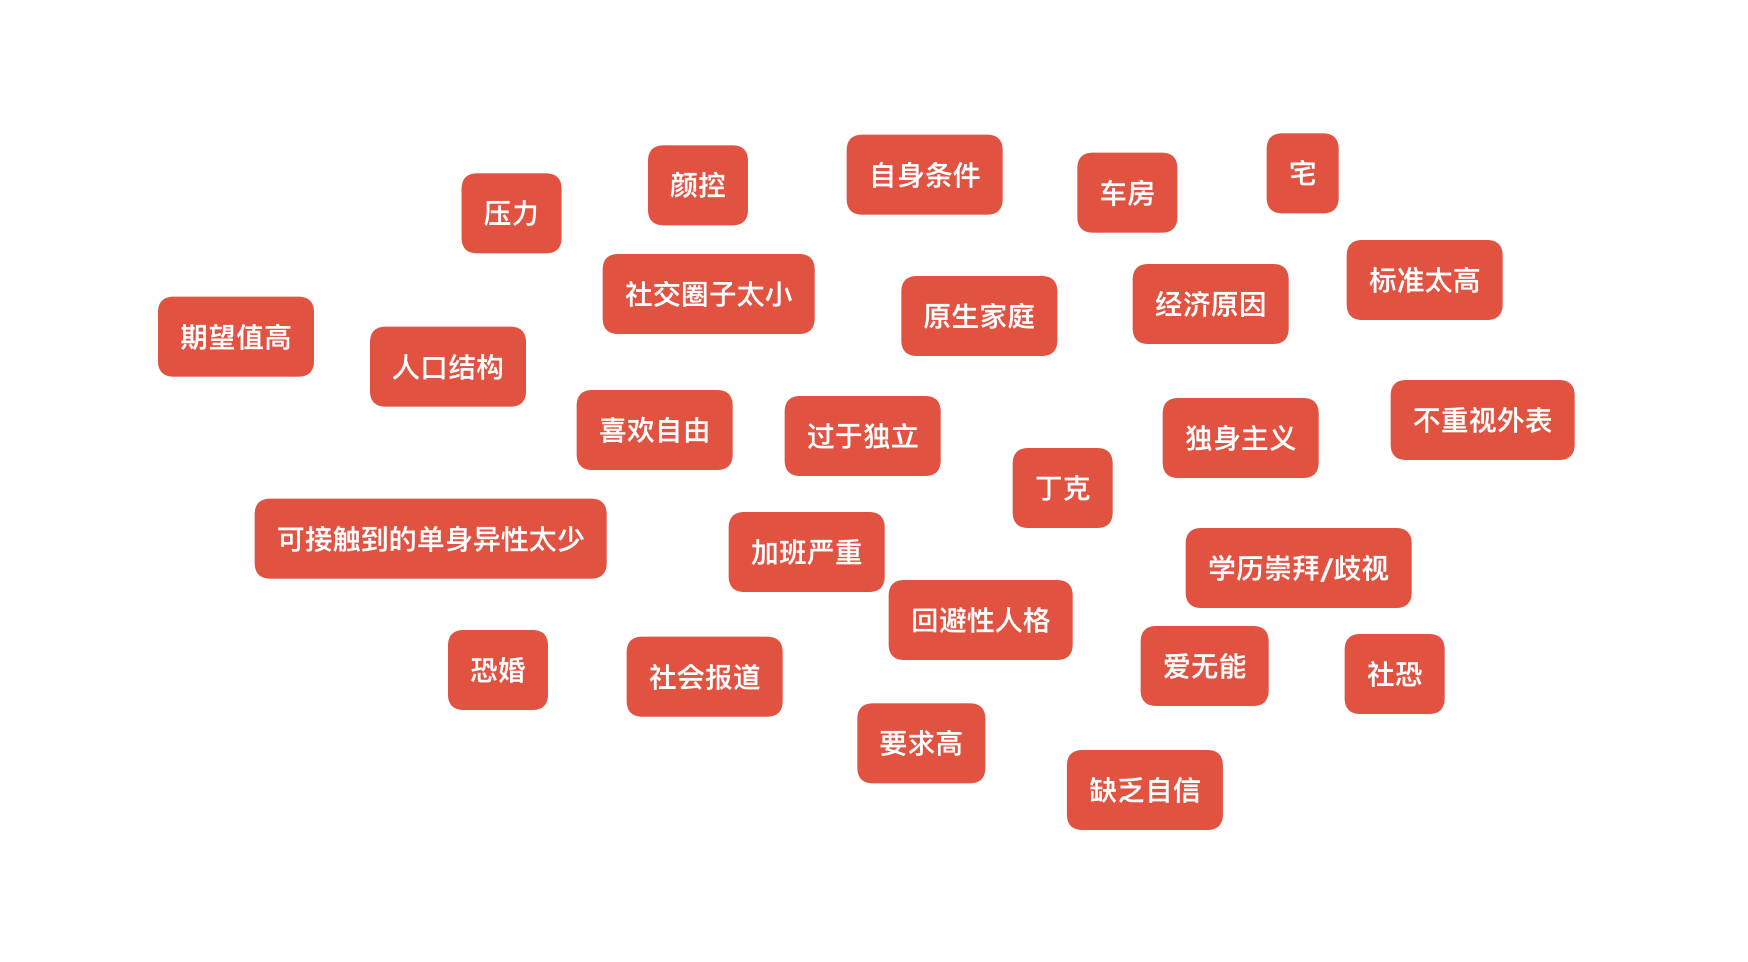 宅
颜控
自身条件
车房
压力
社交圈子太小
原生家庭
经济原因
标准太高
期望值高
人口结构
喜欢自由
过于独立
独身主义
不重视外表
丁克
可接触到的单身异性太少
加班严重
学历崇拜/歧视
回避性人格
恐婚
社会报道
爱无能
社恐
要求高
缺乏自信